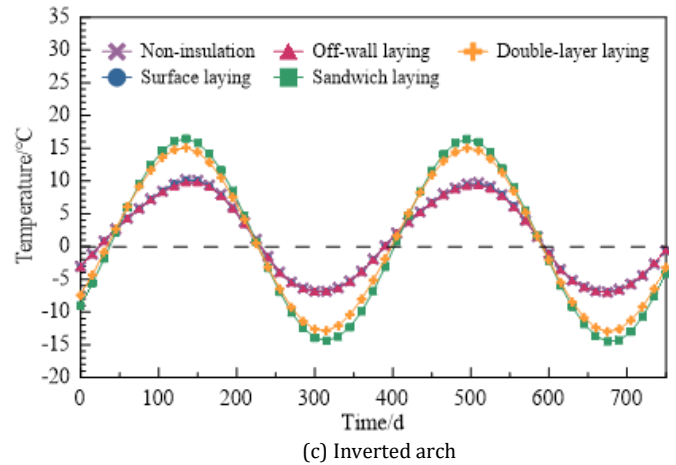 35
30
25
20
15
10
5
0
-5
-10
-15
-20
Temperature/°C
Non-insulation Off-wall laying Double-layer laying
Surface laying Sandwich laying
0 100 200 300 400 500 600 700
Time/d
(c) Inverted arch